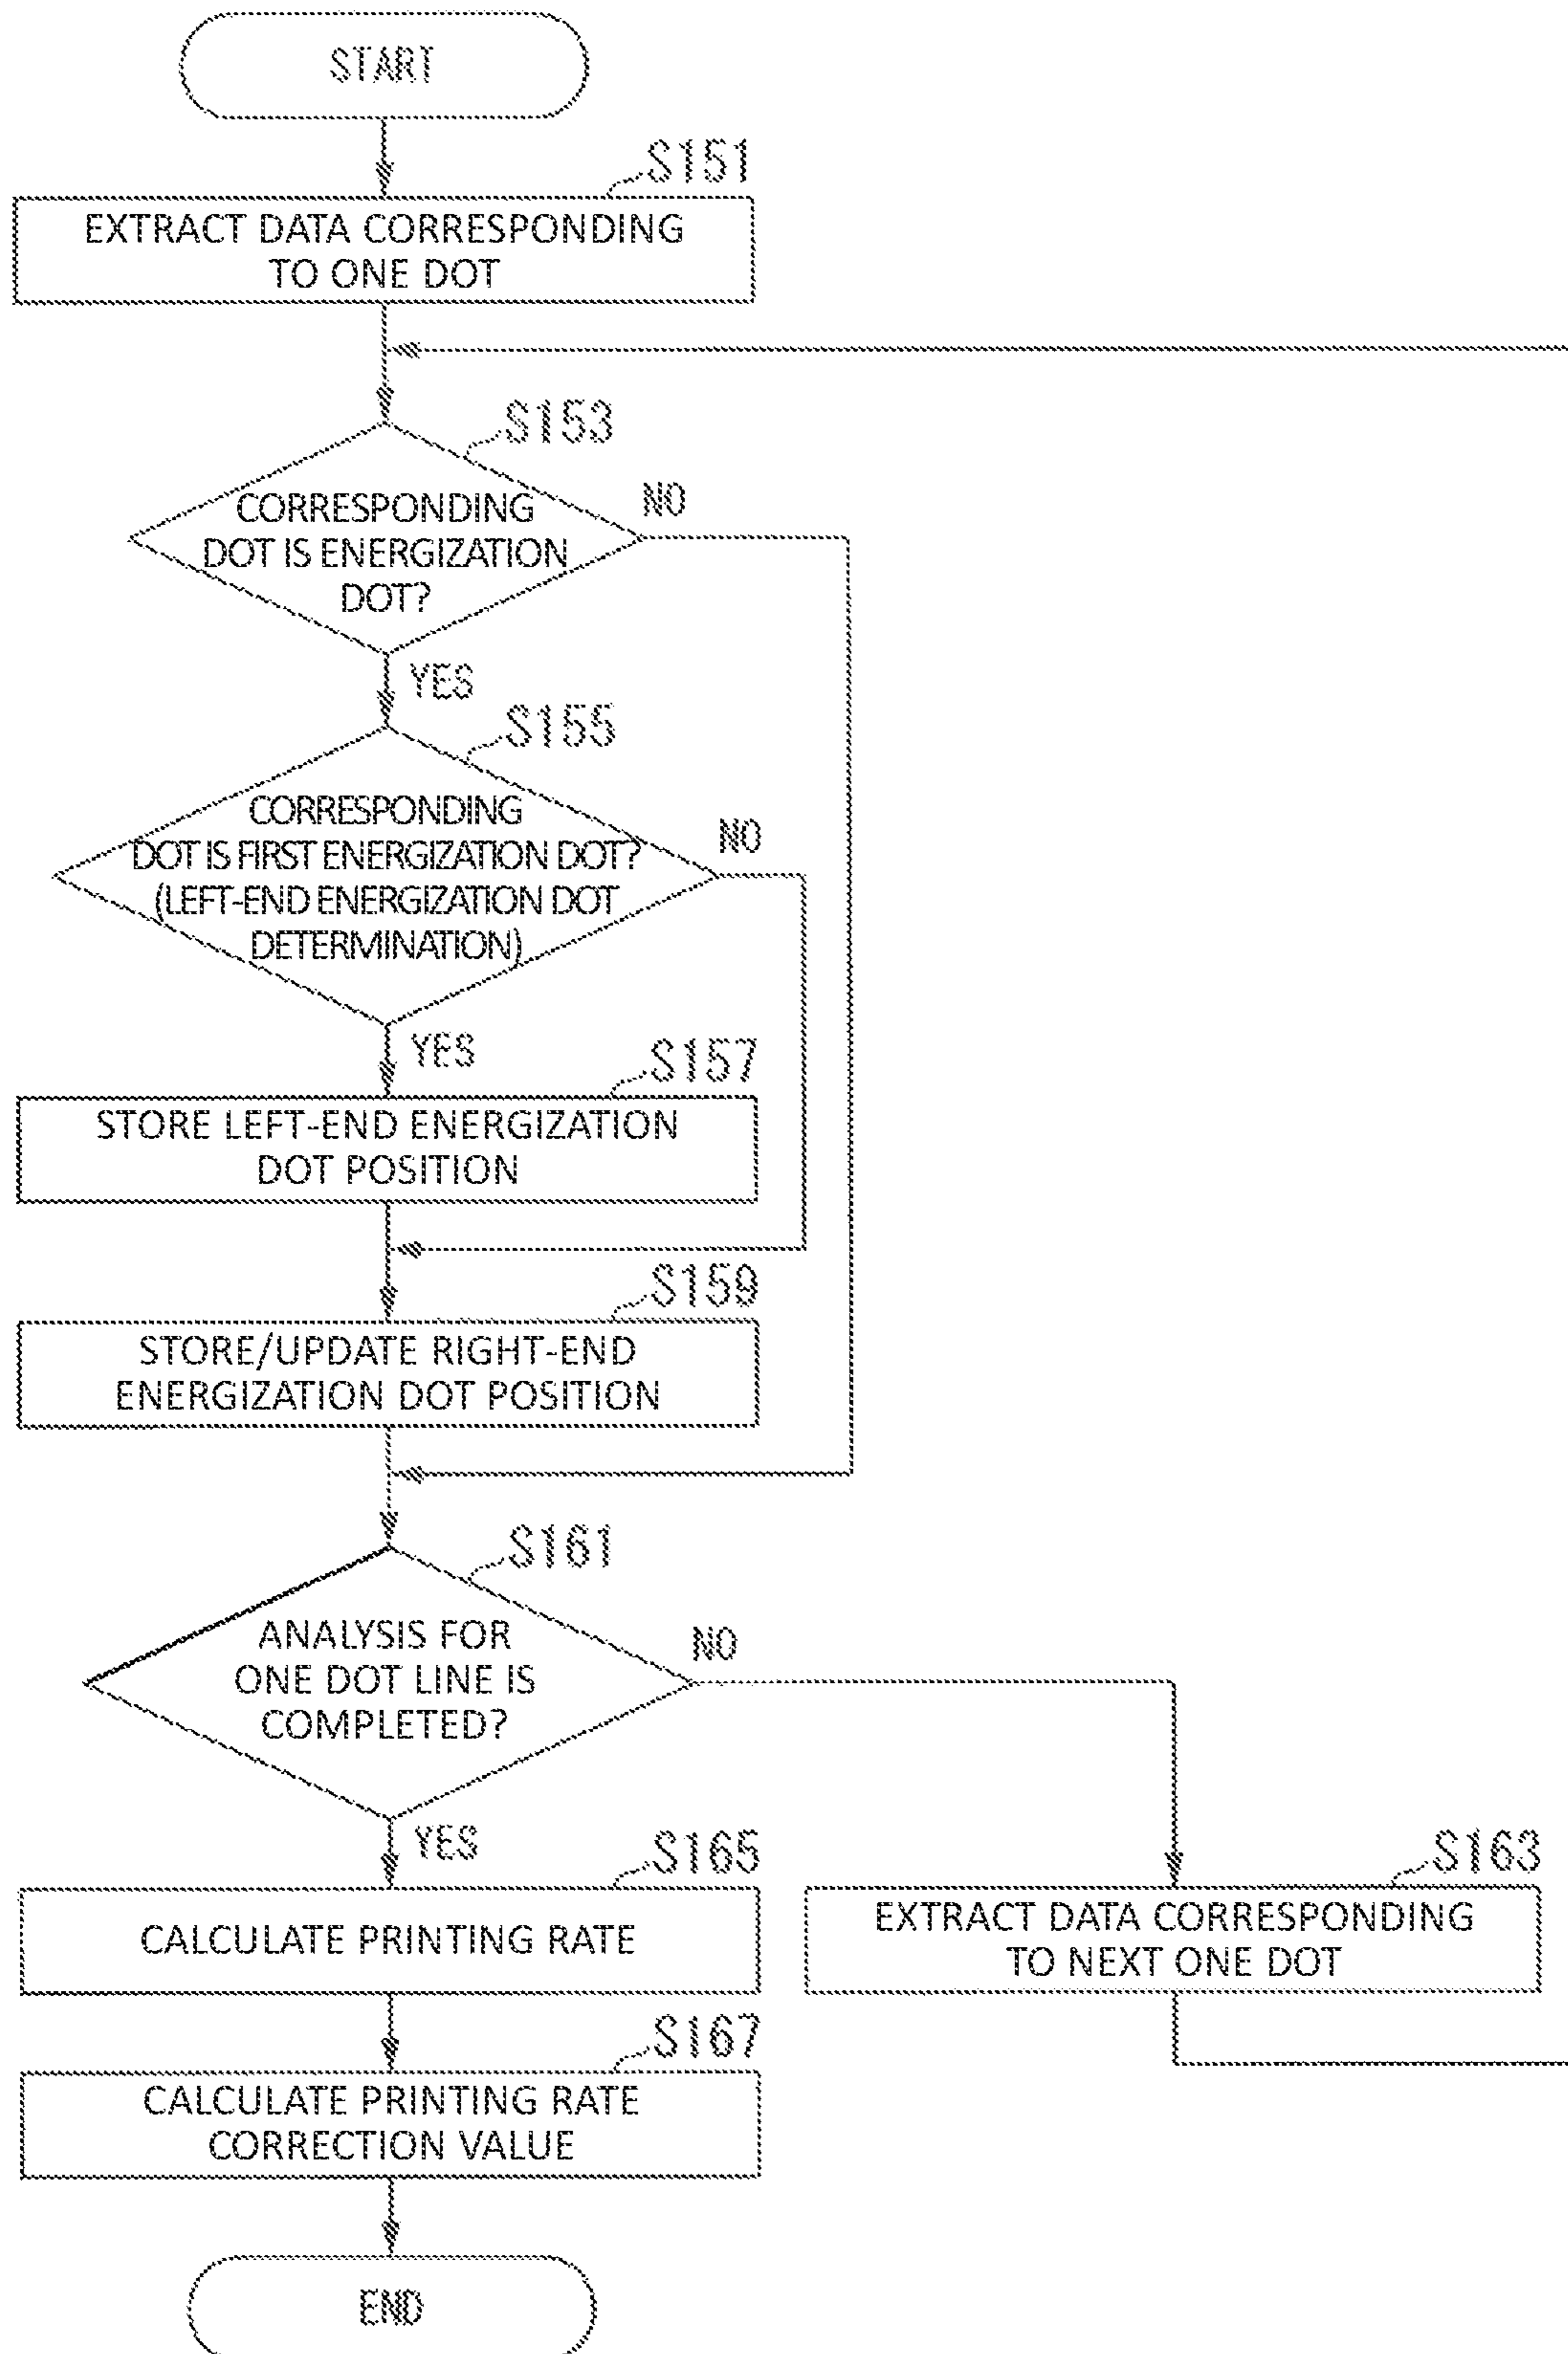 START
S151
EXTRACT DATA CORRESPONDING
TO ONE DOT
S153
CORRESPONDING
DOT IS ENERGIZATION
DOT?
NO
YES
S155
CORRESPONDING
DOT IS FIRST ENERGIZATION DOT?
(LEFT-END ENERGIZATION DOT
DETERMINATION)
NO
YES
S157
STORE LEFT-END ENERGIZATION
DOT POSITION
S159
STORE/UPDATE RIGHT-END
ENERGIZATION DOT POSITION
S161
ANALYSIS FOR
ONE DOT LINE IS
COMPLETED?
NO
YES
S165
CALCULATE PRINTING RATE
S163
EXTRACT DATA CORRESPONDING
TO NEXT ONE DOT
S167
CALCULATE PRINTING RATE
CORRECTION VALUE
END